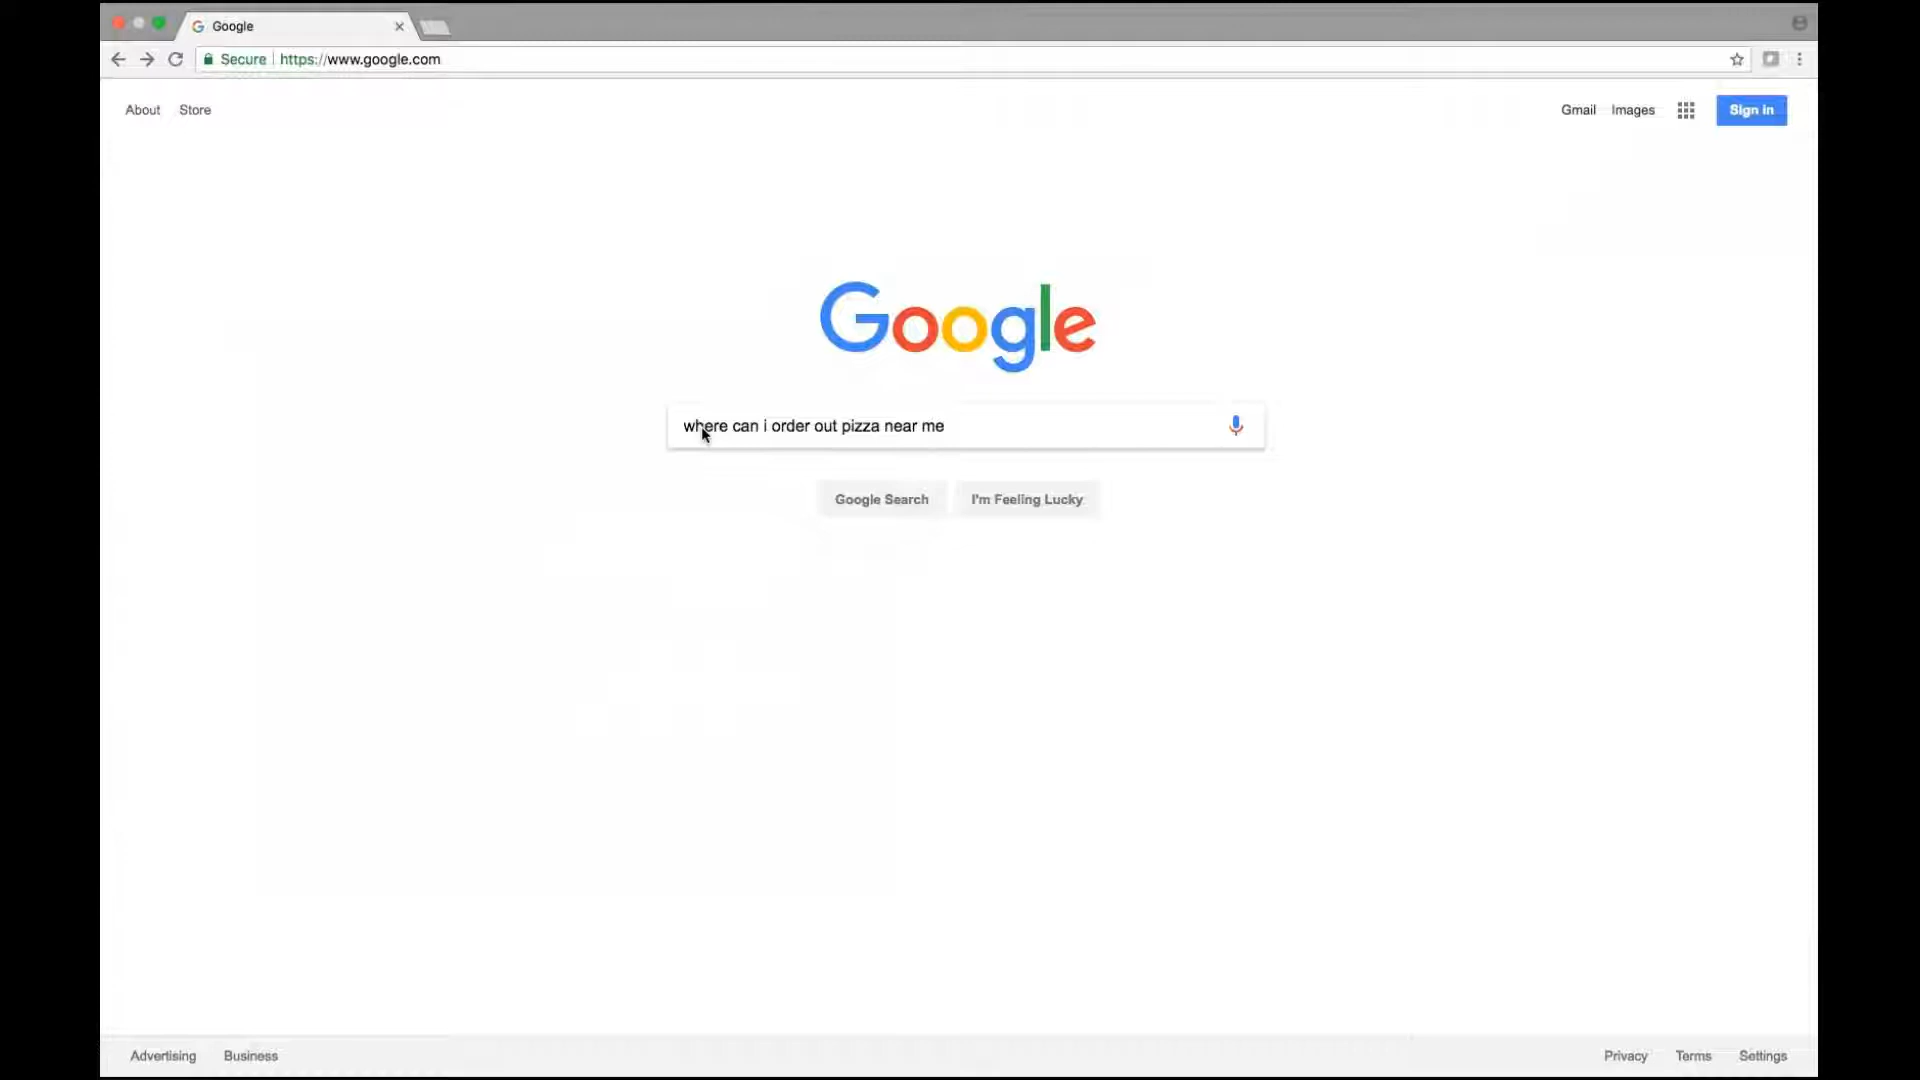 Google
Secure https://www.google.com
About Store Gmail Images Sign in
Google
where can i order out pizza near me
Google Search I'm Feeling Lucky
Advertising Business Privacy Terms Settings